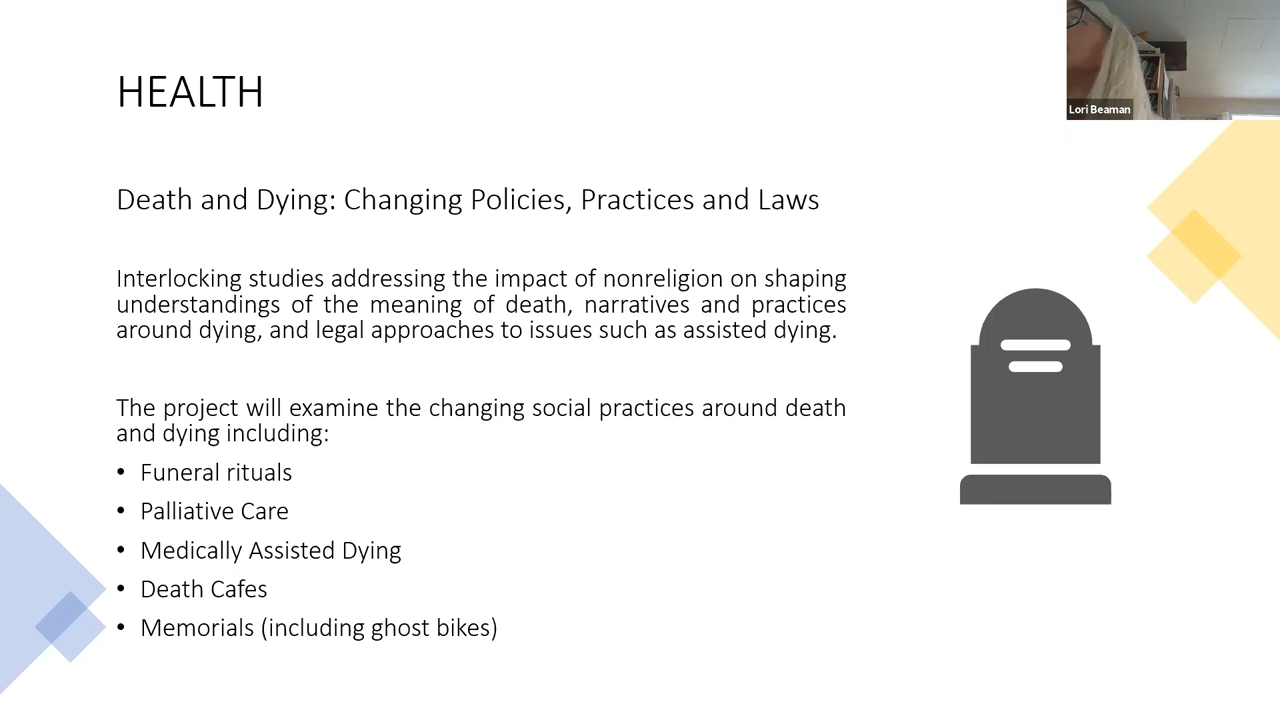 HEALTH
Lori Beaman
Death and Dying: Changing Policies, Practices and Laws
Interlocking studies addressing the impact of nonreligion on shaping
understandings of the meaning of death, narratives and practices
around dying, and legal approaches to issues such as assisted dying.
The project will examine the changing social practices around death
and dying including:
• Funeral rituals
• Palliative Care
• Medically Assisted Dying
• Death Cafes
• Memorials (including ghost bikes)